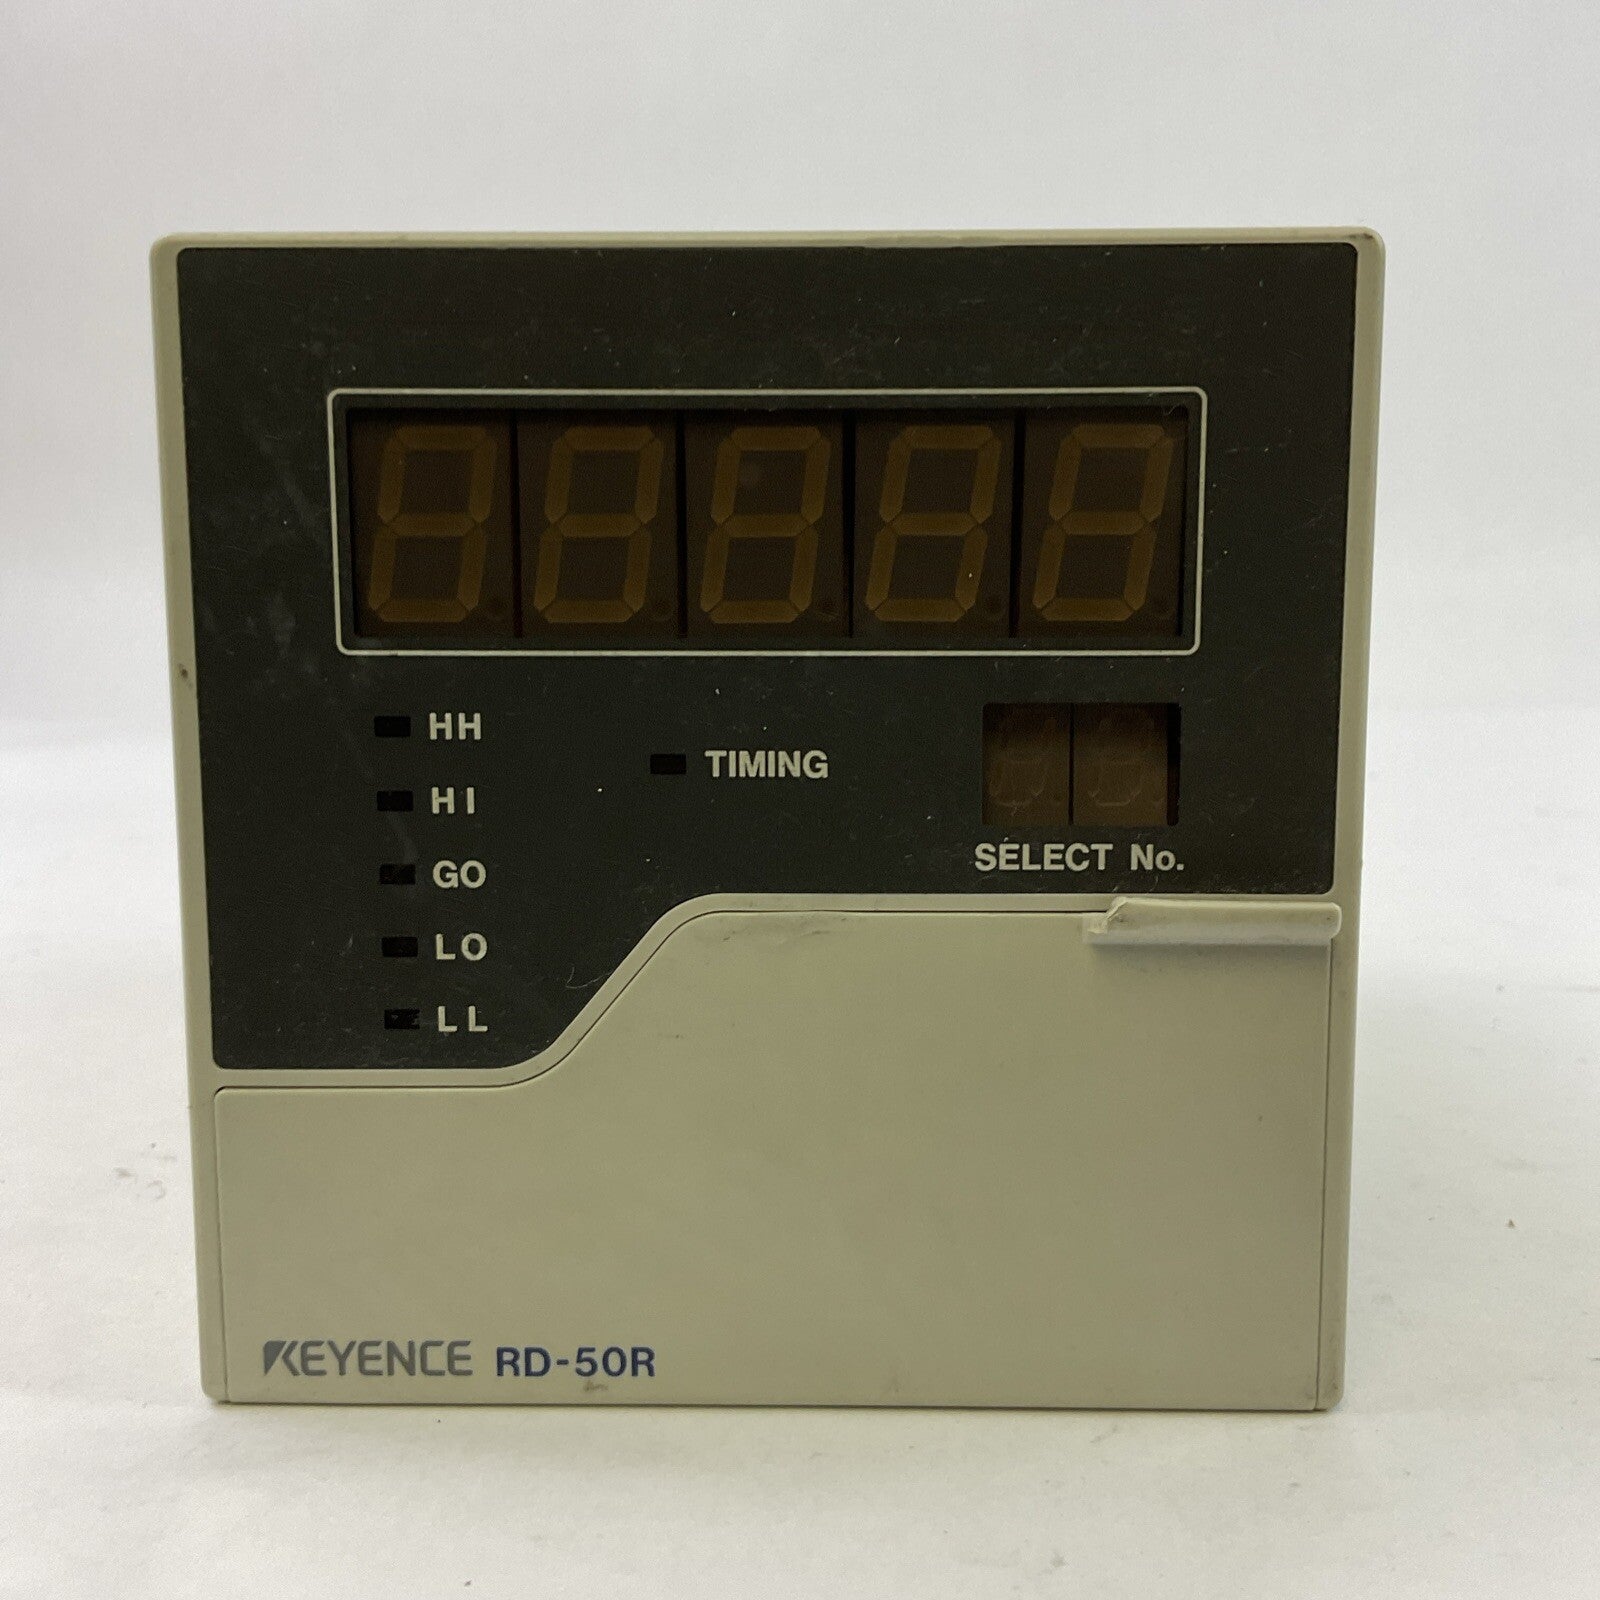 HH
HI
GO
LO
LL
TIMING
SELECT No.
KEYENCE RD-50R